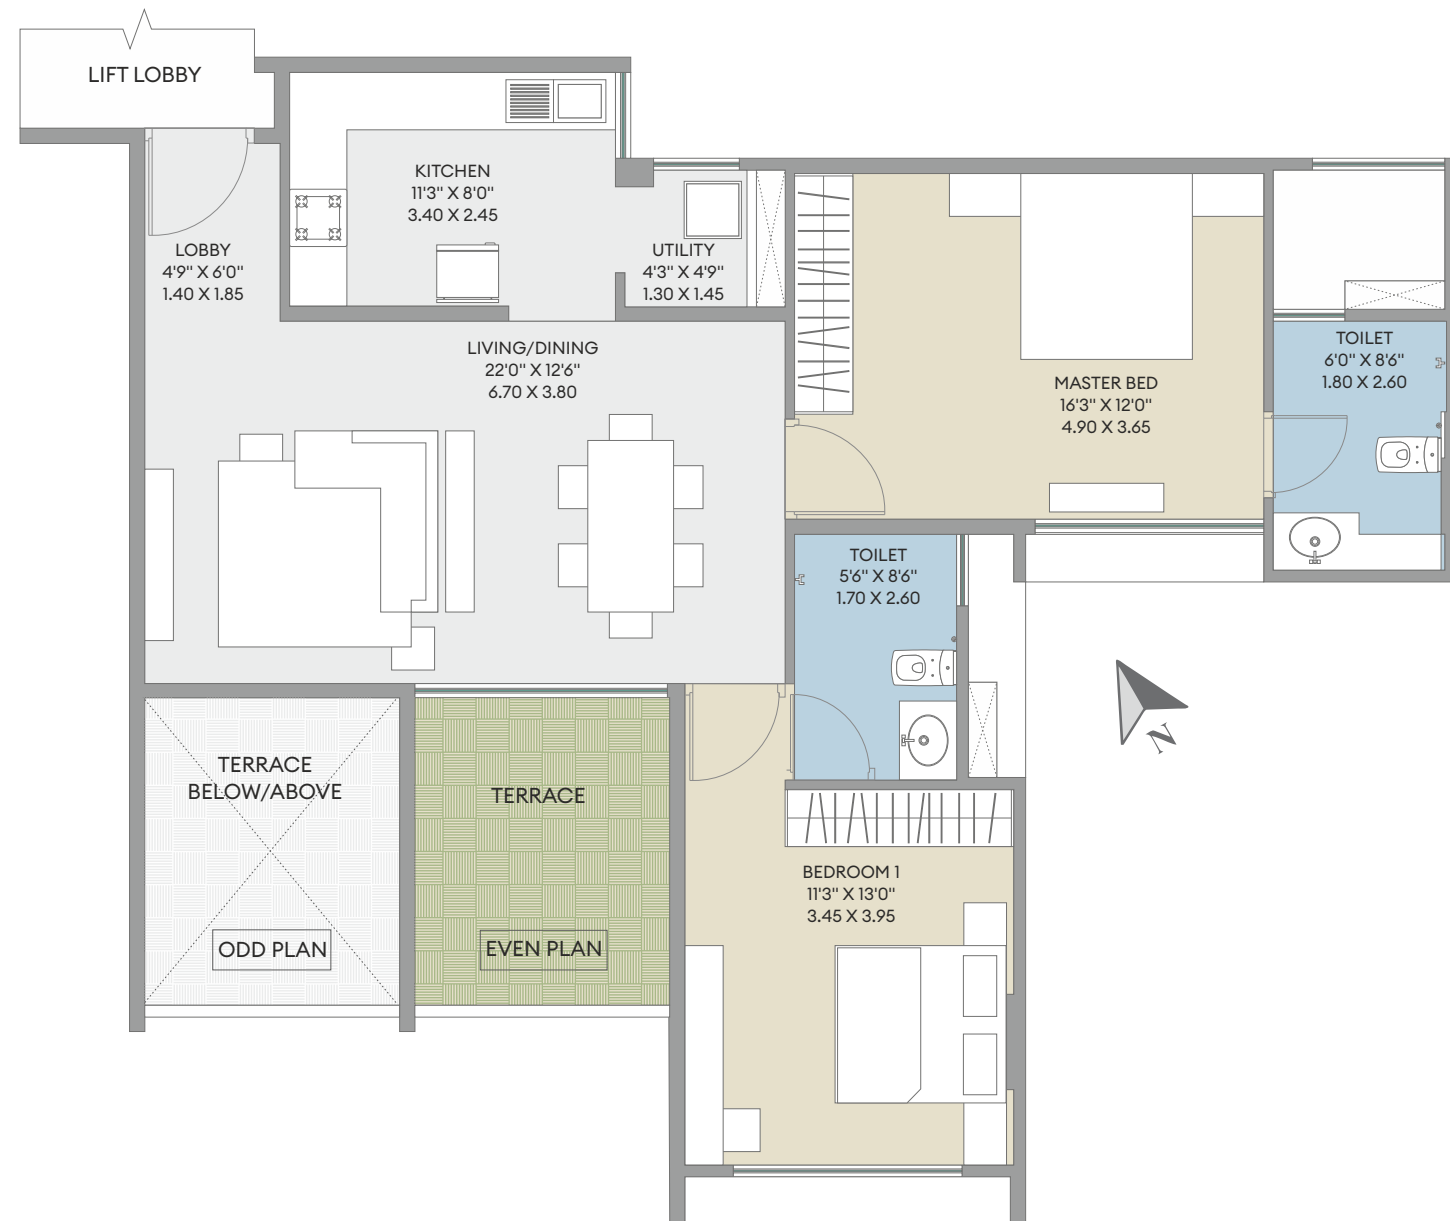 LIFT LOBBY
KITCHEN
11'3" X 8'0"
3.40 X 2.45
LOBBY
4'9" X 6'0"
1.40 X 1.85
UTILITY
4'3" X 4'9"
1.30 X 1.45
LIVING/DINING
22'0" X 12'6"
6.70 X 3.80
MASTER BED
16'3" X 12'0"
4.90 X 3.65
TOILET
6'0" X 8'6"
1.80 X 2.60
TOILET
5'6" X 8'6"
1.70 X 2.60
N
TERRACE
BELOW/ABOVE
TERRACE
BEDROOM 1
11'3" X 13'0"
3.45 X 3.95
ODD PLAN
EVEN PLAN